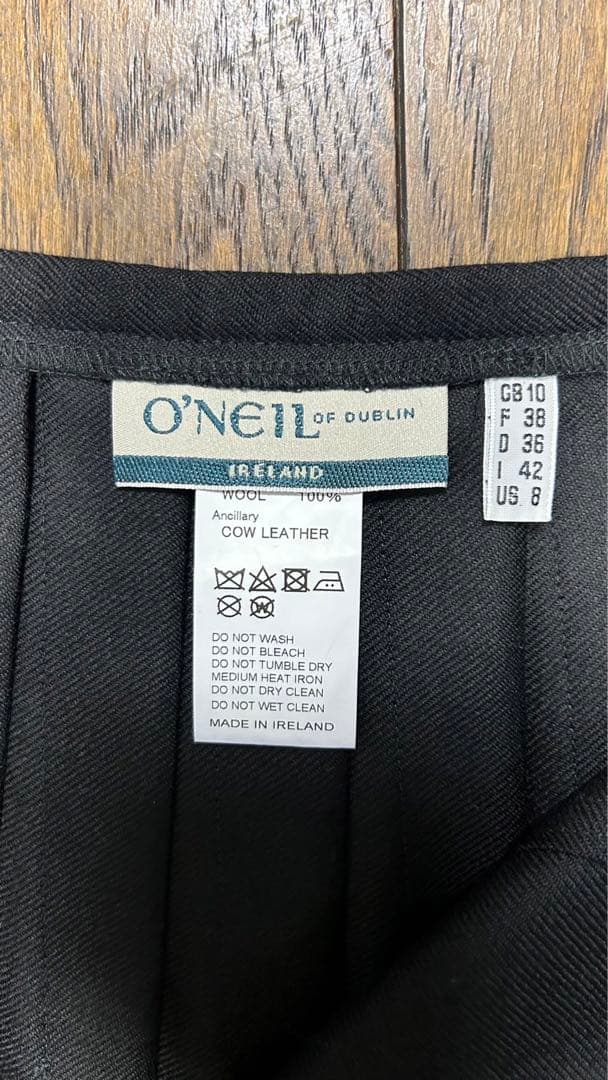 O'NEIL OF DUBLIN
IRELAND
WOOL 100%
Ancillary
COW LEATHER
W
DO NOT WASH
DO NOT BLEACH
DO NOT TUMBLE DRY
MEDIUM HEAT IRON
DO NOT DRY CLEAN
DO NOT WET CLEAN
MADE IN IRELAND
GB 10
F 38
D 36
I 42
US 8